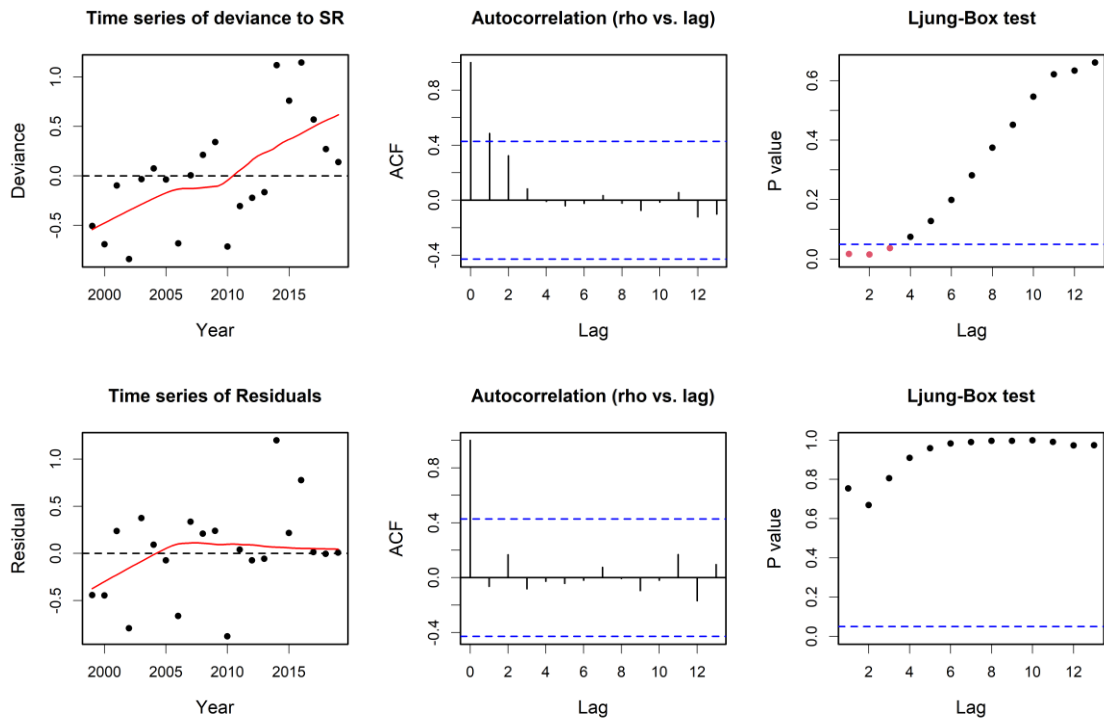 Time series of deviance to SR
Deviance
1.0
0.5
0.0
-0.5
2000 2005 2010 2015
Year
Autocorrelation (rho vs. lag)
ACF
0.8
0.4
0.0
-0.4
0 2 4 6 8 10 12
Lag
Ljung-Box test
P value
0.6
0.4
0.2
0.0
2 4 6 8 10 12
Lag
Time series of Residuals
Residual
1.0
0.5
0.0
-0.5
2000 2005 2010 2015
Year
Autocorrelation (rho vs. lag)
ACF
0.8
0.4
0.0
-0.4
0 2 4 6 8 10 12
Lag
Ljung-Box test
P value
1.0
0.8
0.6
0.4
0.2
0.0
2 4 6 8 10 12
Lag